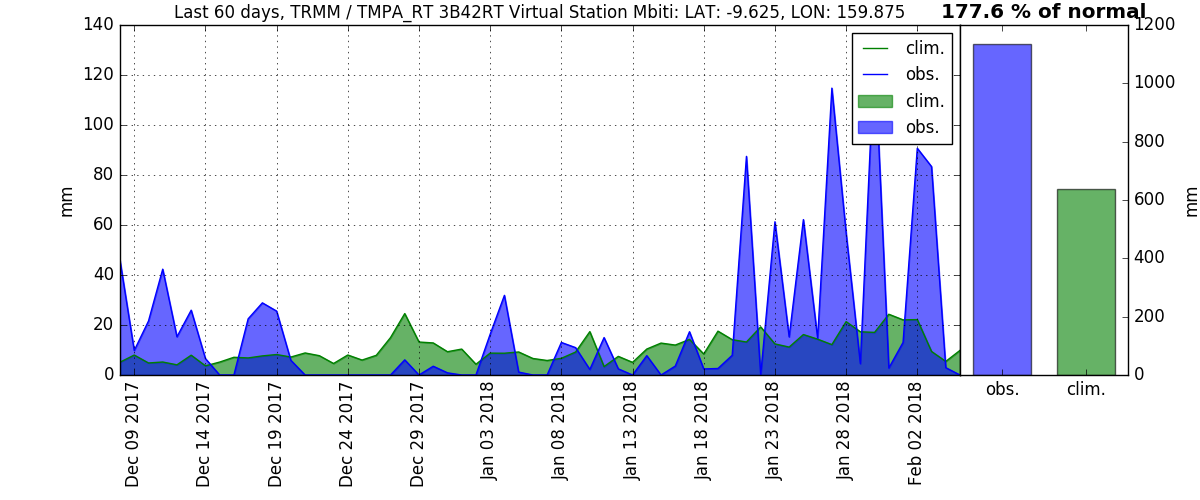 Last 60 days, TRMM / TMPA_RT 3B42RT Virtual Station Mbiti: LAT: -9.625, LON: 159.875
177.6 % of normal
140
120
100
80
60
40
20
0
mm
clim.
obs.
clim.
obs.
Dec 09 2017
Dec 14 2017
Dec 19 2017
Dec 24 2017
Dec 29 2017
Jan 03 2018
Jan 08 2018
Jan 13 2018
Jan 18 2018
Jan 23 2018
Jan 28 2018
Feb 02 2018
1200
1000
800
600
400
200
0
mm
obs.
clim.